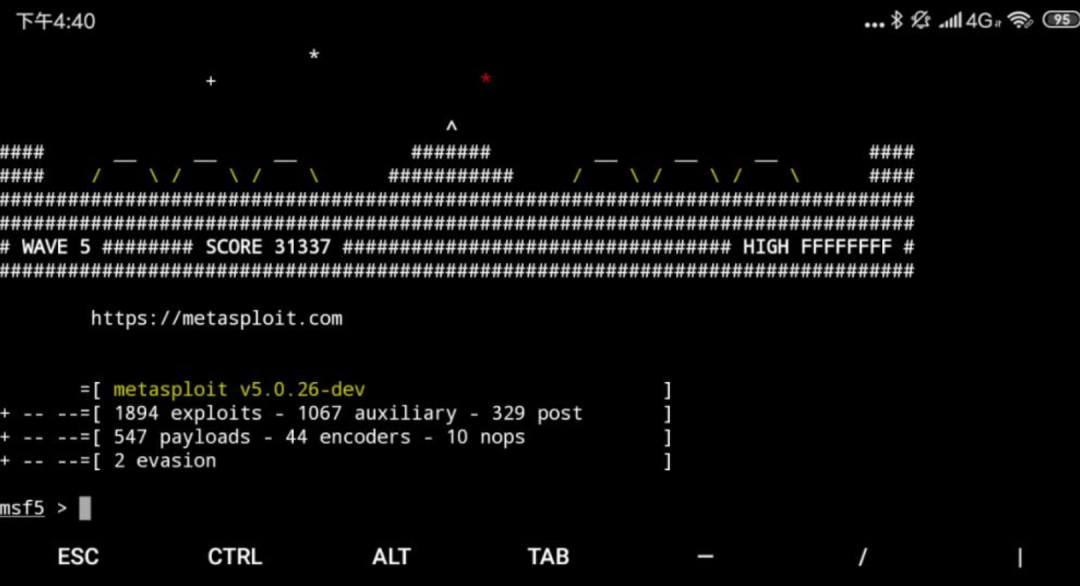 下午4:40 ... 4G 95
*
+ *
^
#### __ __ __ ####### __ __ __ ####
#### / \ / \ / \ ########### / \ / \ / \ ####
################################################################################
################################################################################
# WAVE 5 ######## SCORE 31337 ################################## HIGH FFFFFFFF #
################################################################################
https://metasploit.com
=[ metasploit v5.0.26-dev ]
+ -- --=[ 1894 exploits - 1067 auxiliary - 329 post ]
+ -- --=[ 547 payloads - 44 encoders - 10 nops ]
+ -- --=[ 2 evasion ]
msf5 >
ESC CTRL ALT TAB — / |